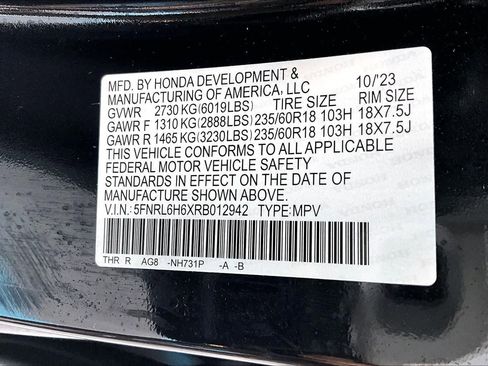 MFD. BY HONDA DEVELOPMENT &
MANUFACTURING OF AMERICA, LLC 10/'23
GVWR 2730 KG(6019LBS) TIRE SIZE RIM SIZE
GAWR F 1310 KG(2888LBS) 235/60R18 103H 18X7.5J
GAWR R 1465 KG(3230LBS) 235/60R18 103H 18X7.5J
THIS VEHICLE CONFORMS TO ALL APPLICABLE
FEDERAL MOTOR VEHICLE SAFETY
STANDARDS IN EFFECT ON THE DATE OF
MANUFACTURE SHOWN ABOVE.
V.I.N.:5FNRL6H6XRB012942 TYPE:MPV
THR R AG8 -NH731P -A -B